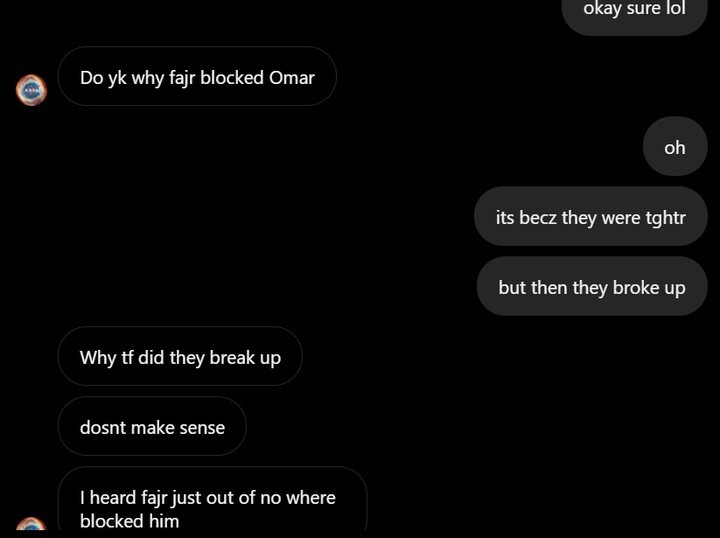 okay sure lol
Do yk why fajr blocked Omar
oh
its becz they were tghtr
but then they broke up
Why tf did they break up
dosnt make sense
I heard fajr just out of no where
blocked him